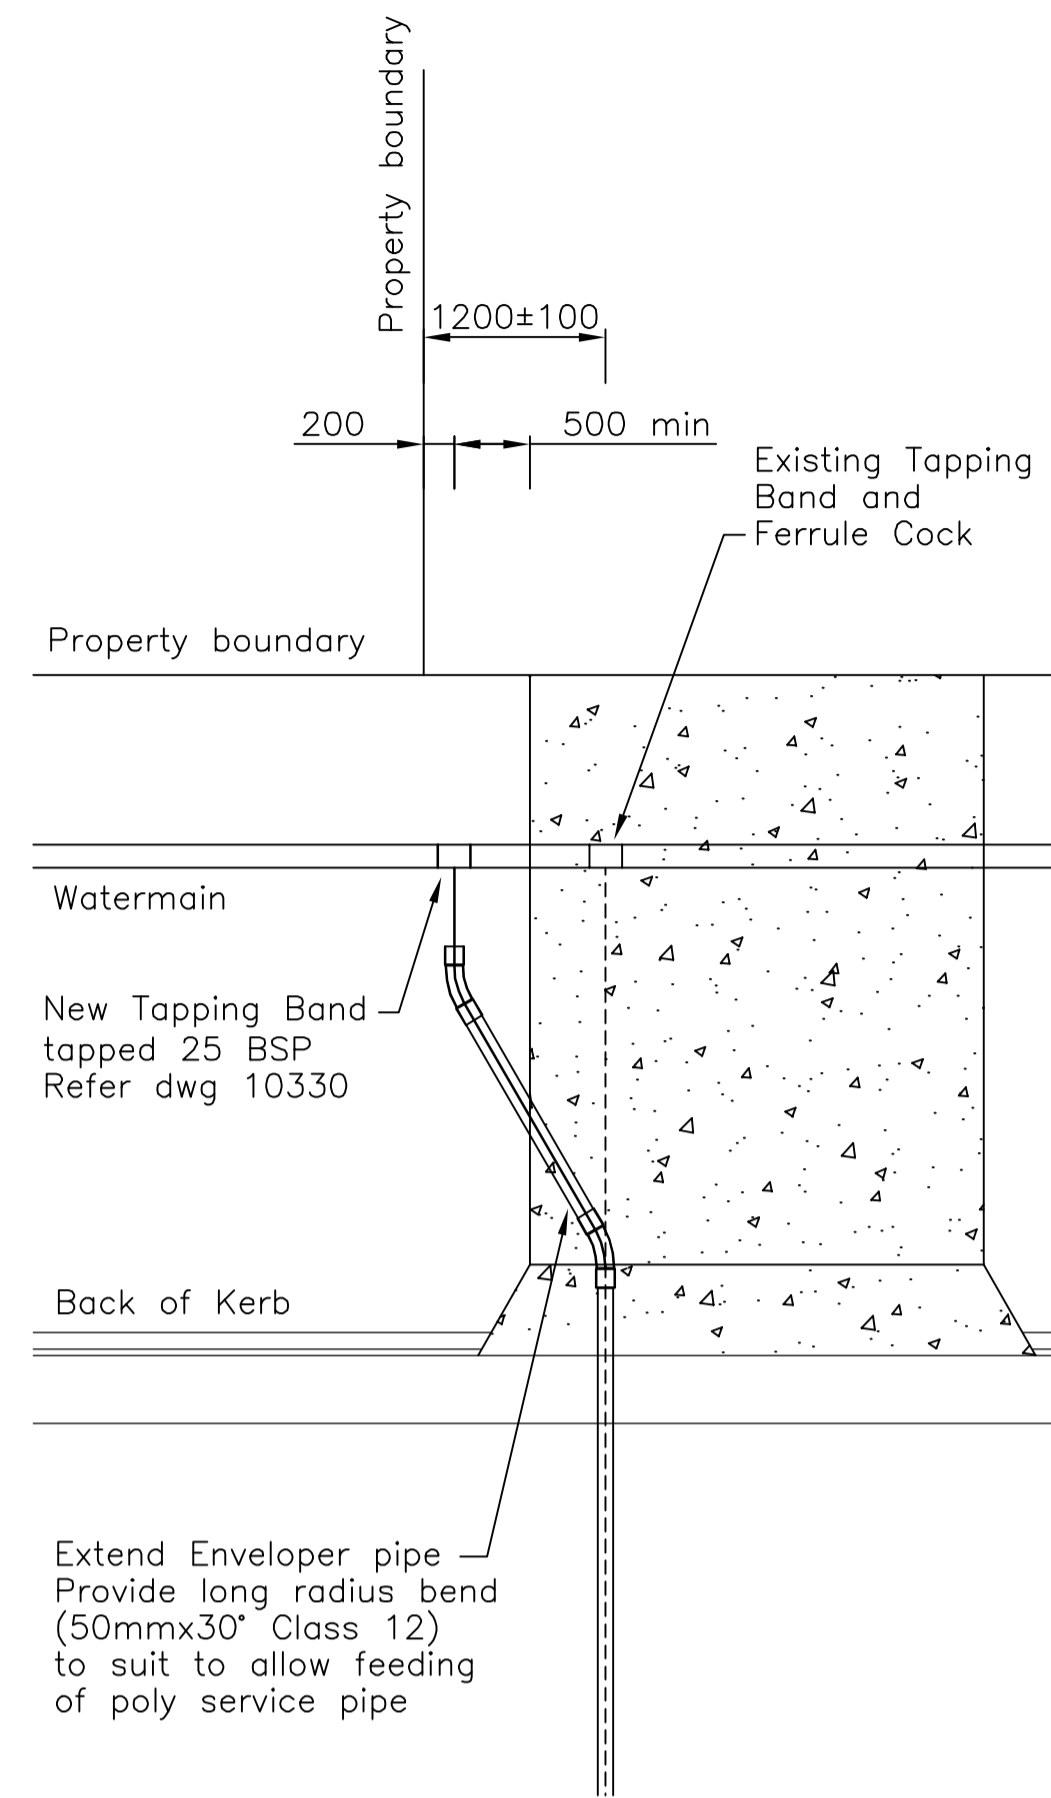 Property boundary
1200±100
200
500 min
Existing Tapping
Band and
Ferrule Cock
Property boundary
Watermain
New Tapping Band
tapped 25 BSP
Refer dwg 10330
Back of Kerb
Extend Enveloper pipe
Provide long radius bend
(50mmx30° Class 12)
to suit to allow feeding
of poly service pipe